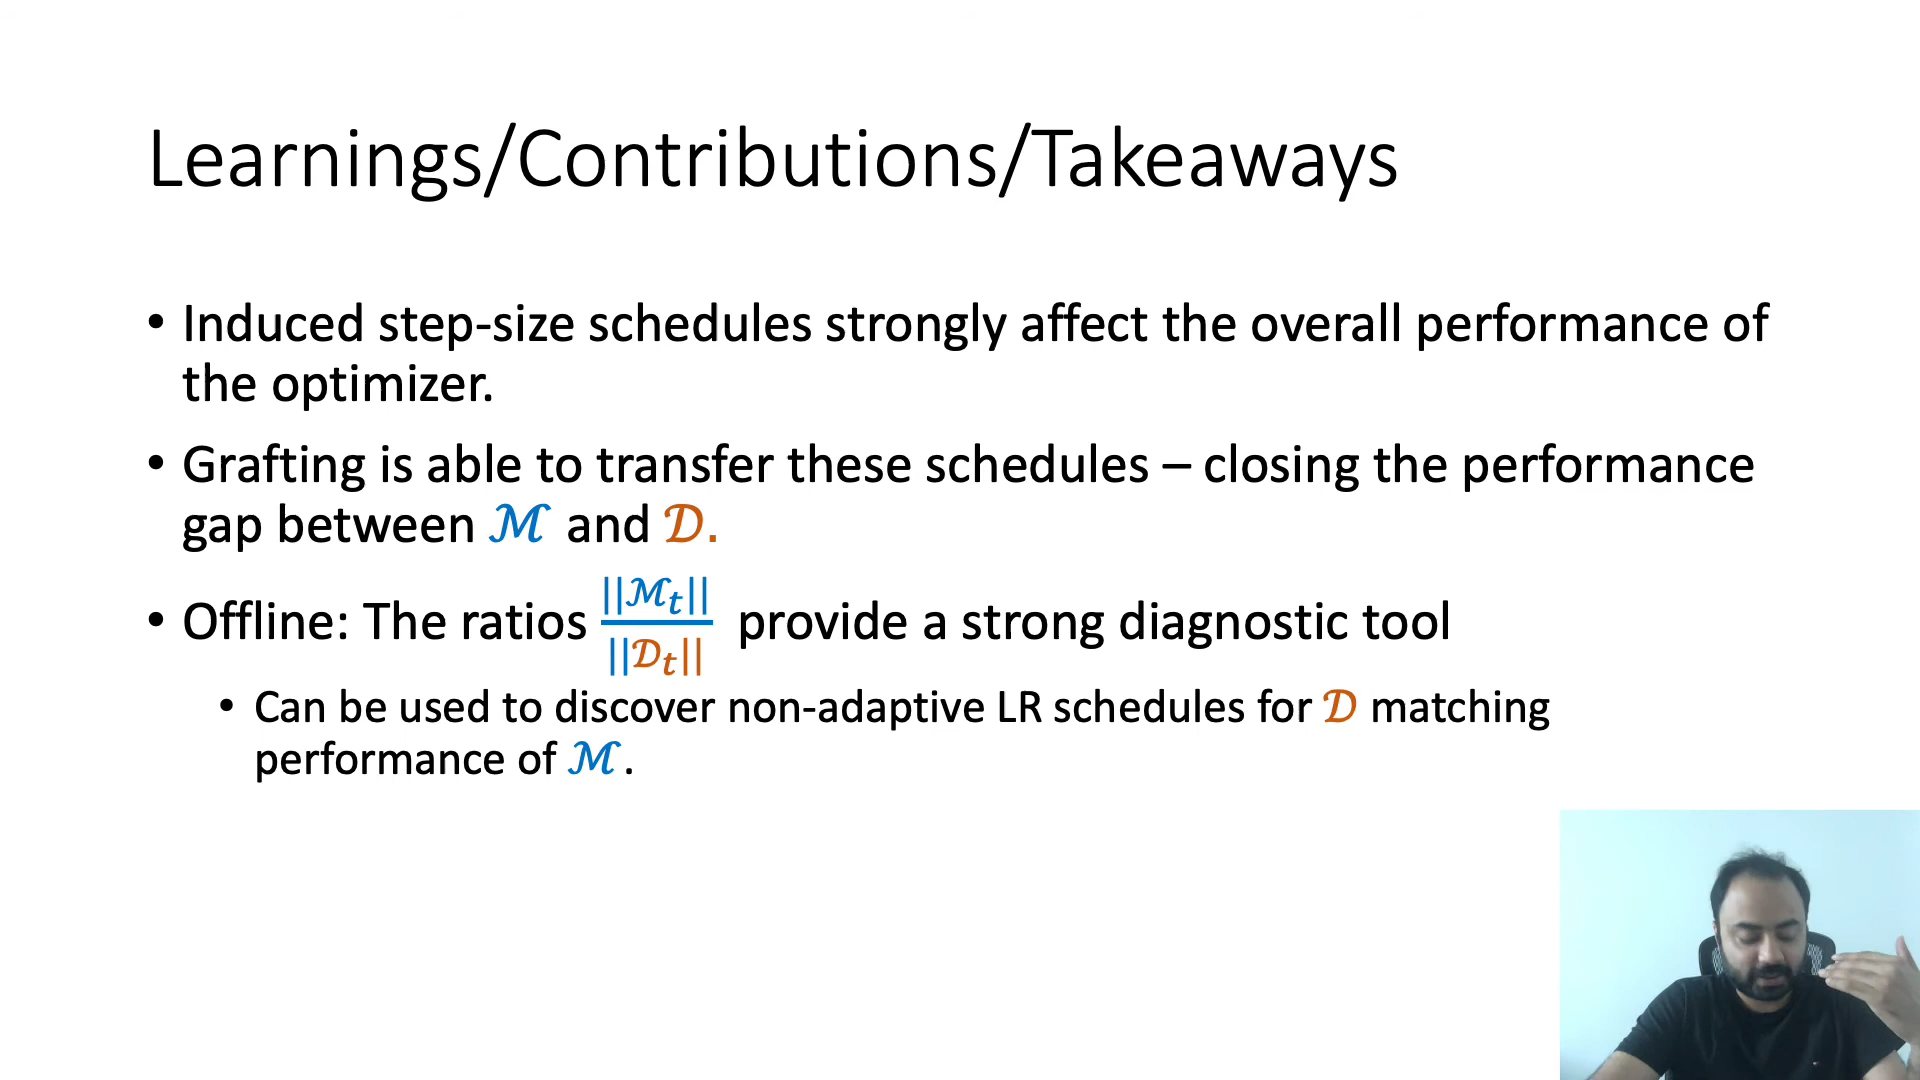 Learnings/Contributions/Takeaways
• Induced step-size schedules strongly affect the overall performance of
the optimizer.
• Grafting is able to transfer these schedules – closing the performance
gap between ℳ and 𝒟.
• Offline: The ratios ||ℳₜ|| / ||𝒟ₜ|| provide a strong diagnostic tool
• Can be used to discover non-adaptive LR schedules for 𝒟 matching
performance of ℳ.